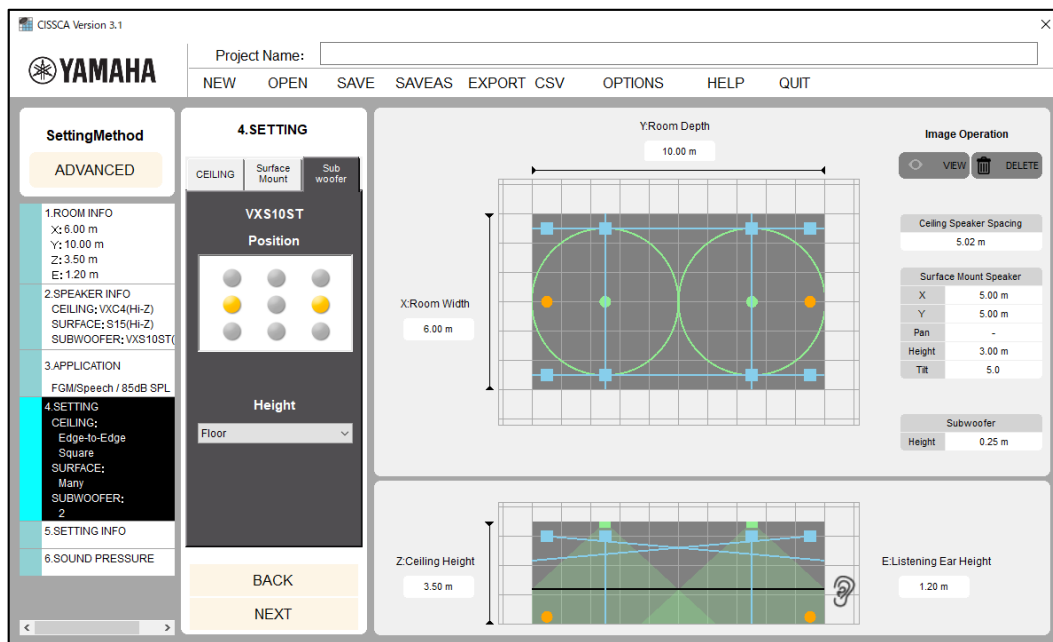 CISSCA Version 3.1
YAMAHA
Project Name:
NEW OPEN SAVE SAVEAS EXPORT CSV OPTIONS HELP QUIT
SettingMethod
ADVANCED
1.ROOM INFO
X: 6.00 m
Y: 10.00 m
Z: 3.50 m
E: 1.20 m
2.SPEAKER INFO
CEILING: VXC4(Hi-Z)
SURFACE: S15(Hi-Z)
SUBWOOFER: VXS10ST(
3.APPLICATION
FGM/Speech / 85dB SPL
4.SETTING
CEILING:
Edge-to-Edge
Square
SURFACE:
Many
SUBWOOFER:
2
5.SETTING INFO
6.SOUND PRESSURE
4.SETTING
CEILING
Surface
Mount
Sub
woofer
VXS10ST
Position
Height
Floor
BACK
NEXT
Y:Room Depth
10.00 m
X:Room Width
6.00 m
Image Operation
VIEW DELETE
Ceiling Speaker Spacing
5.02 m
Surface Mount Speaker
X 5.00 m
Y 5.00 m
Pan -
Height 3.00 m
Tilt 5.0
Subwoofer
Height 0.25 m
Z:Ceiling Height
3.50 m
E:Listening Ear Height
1.20 m